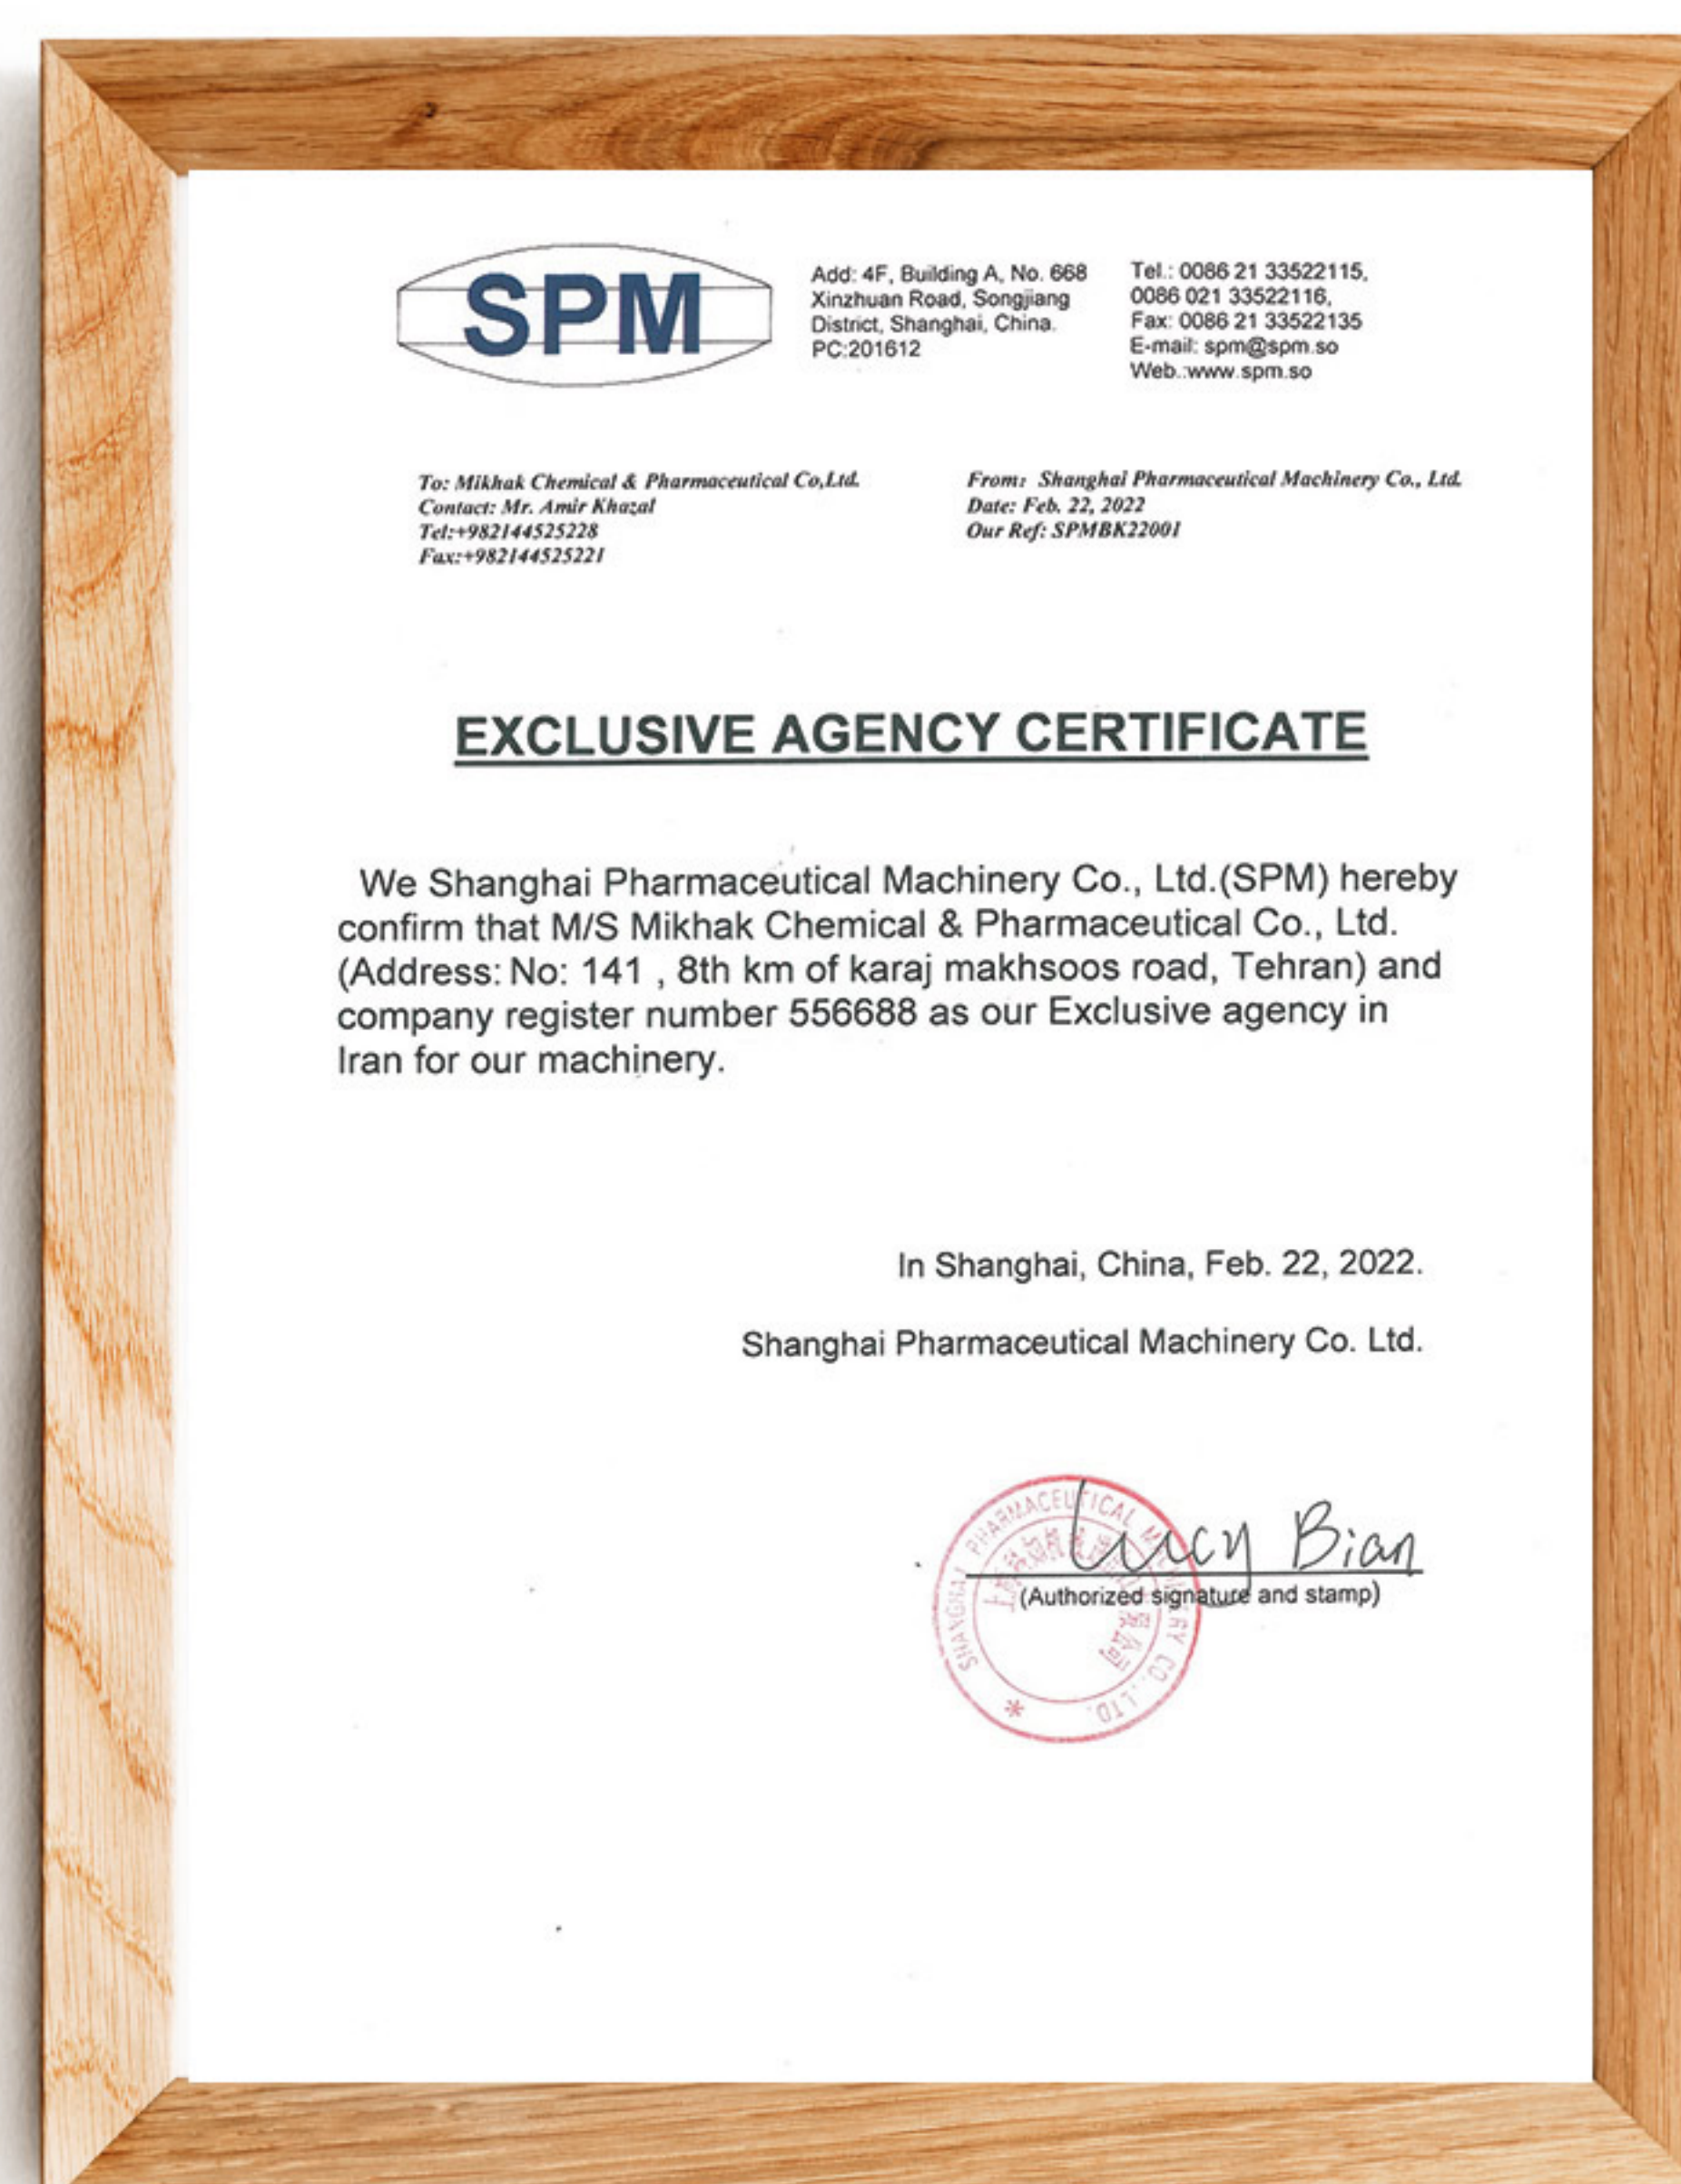 SPM
Add: 4F, Building A, No. 668
Xinzhuan Road, Songjiang
District, Shanghai, China.
PC:201612
Tel.: 0086 21 33522115,
0086 021 33522116,
Fax: 0086 21 33522135
E-mail: spm@spm.so
Web.:www.spm.so
To: Mikhak Chemical & Pharmaceutical Co,Ltd.
Contact: Mr. Amir Khazal
Tel:+982144525228
Fax:+982144525221
From: Shanghai Pharmaceutical Machinery Co., Ltd.
Date: Feb. 22, 2022
Our Ref: SPMBK22001
EXCLUSIVE AGENCY CERTIFICATE
We Shanghai Pharmaceutical Machinery Co., Ltd.(SPM) hereby
confirm that M/S Mikhak Chemical & Pharmaceutical Co., Ltd.
(Address: No: 141 , 8th km of karaj makhsoos road, Tehran) and
company register number 556688 as our Exclusive agency in
Iran for our machinery.
In Shanghai, China, Feb. 22, 2022.
Shanghai Pharmaceutical Machinery Co. Ltd.
Lucy Bian
(Authorized signature and stamp)
SHANGHAI PHARMACEUTICAL MACHINERY CO., LTD.